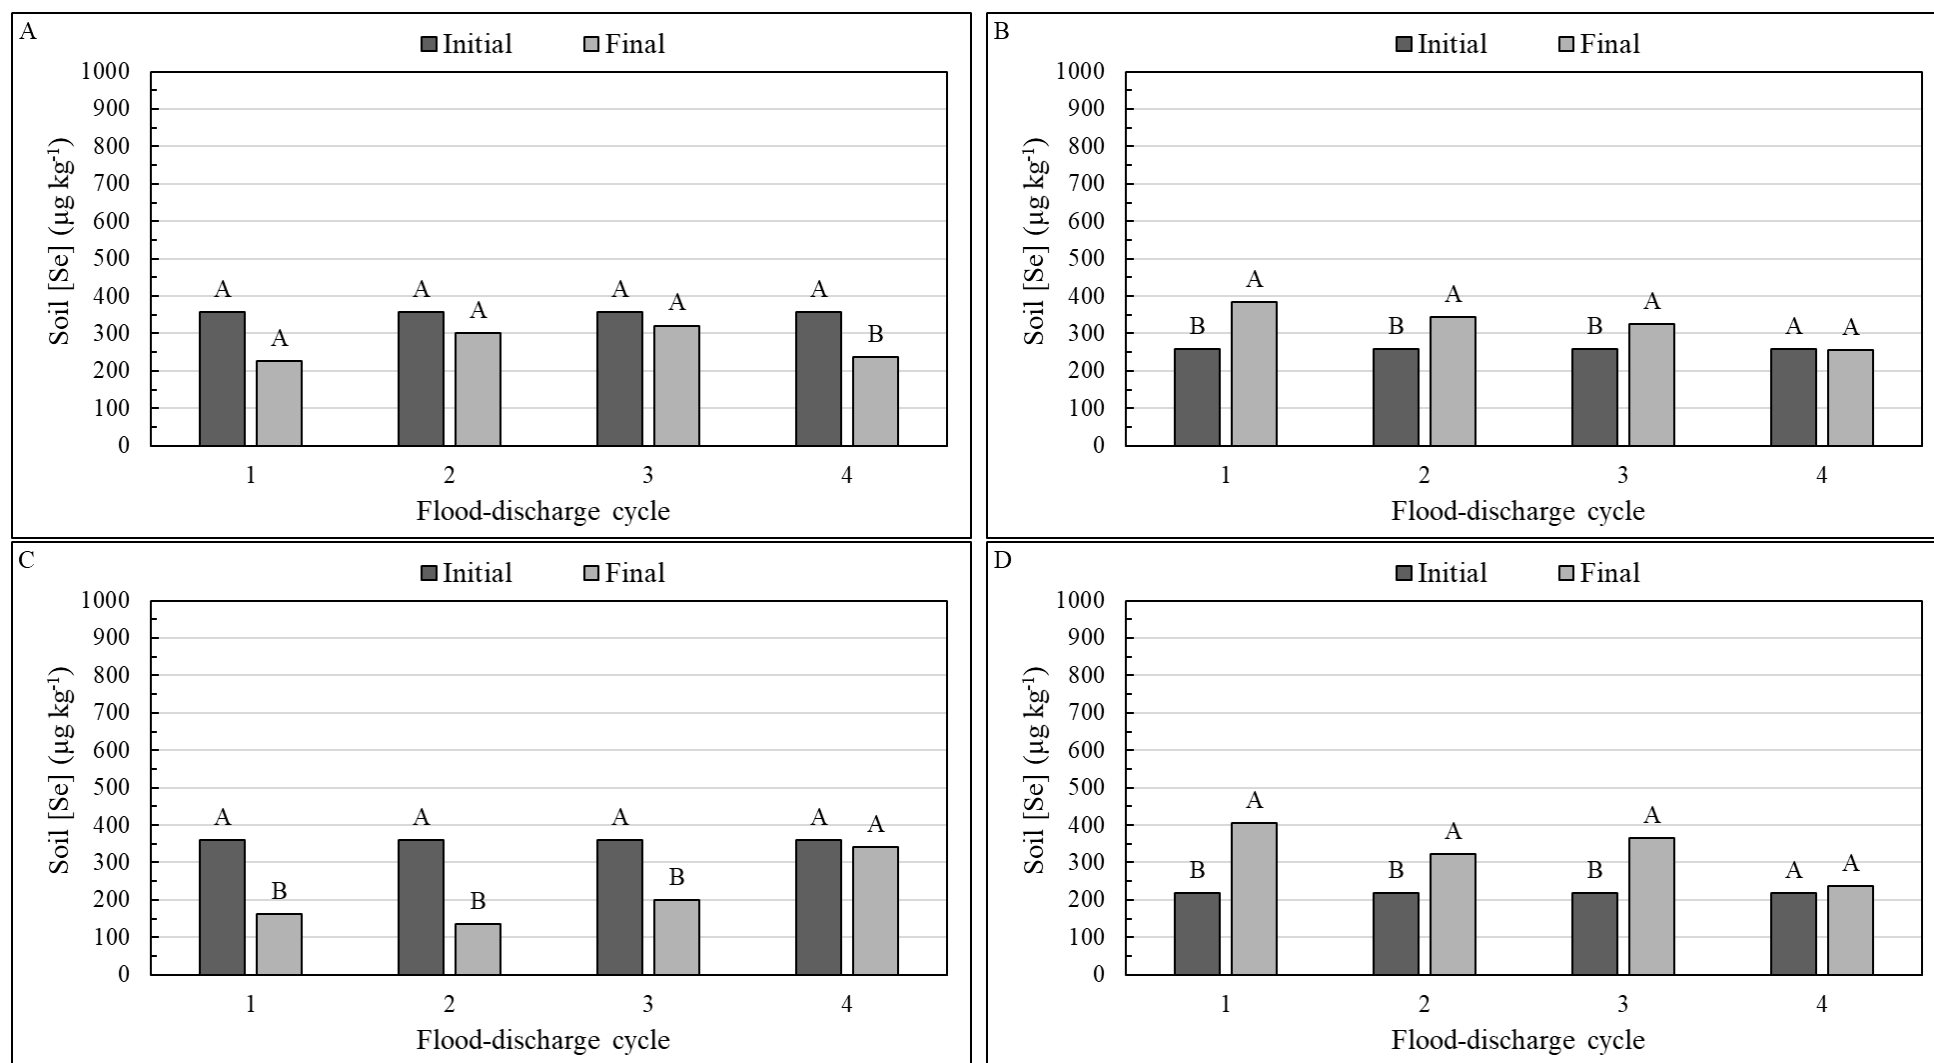 A
Initial Final
Soil [Se] (µg kg⁻¹)
1000
900
800
700
600
500
400
300
200
100
0
A A A A
A A A B
1 2 3 4
Flood-discharge cycle
B
Initial Final
Soil [Se] (µg kg⁻¹)
1000
900
800
700
600
500
400
300
200
100
0
B A B A B A A A
1 2 3 4
Flood-discharge cycle
C
Initial Final
Soil [Se] (µg kg⁻¹)
1000
900
800
700
600
500
400
300
200
100
0
A B A B A B A A
1 2 3 4
Flood-discharge cycle
D
Initial Final
Soil [Se] (µg kg⁻¹)
1000
900
800
700
600
500
400
300
200
100
0
B A B A B A A A
1 2 3 4
Flood-discharge cycle